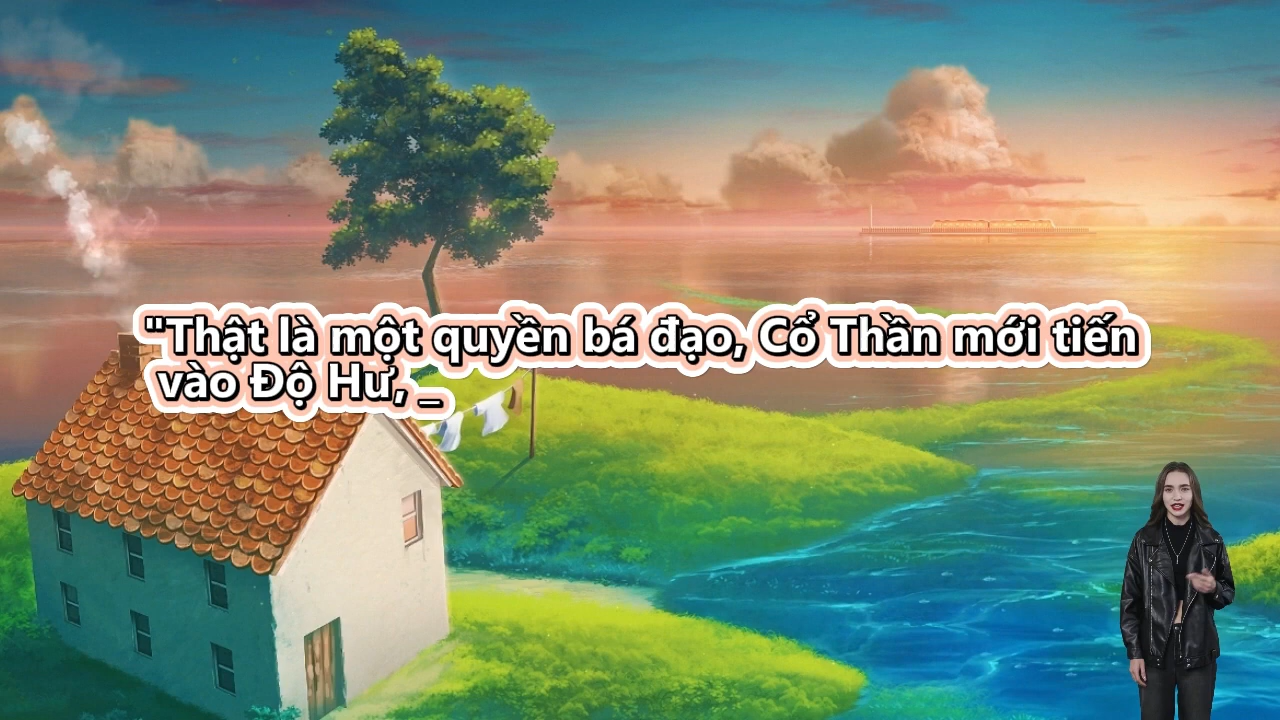 "Thật là một quyền bá đạo, Cổ Thần mới tiến
vào Độ Hư, _